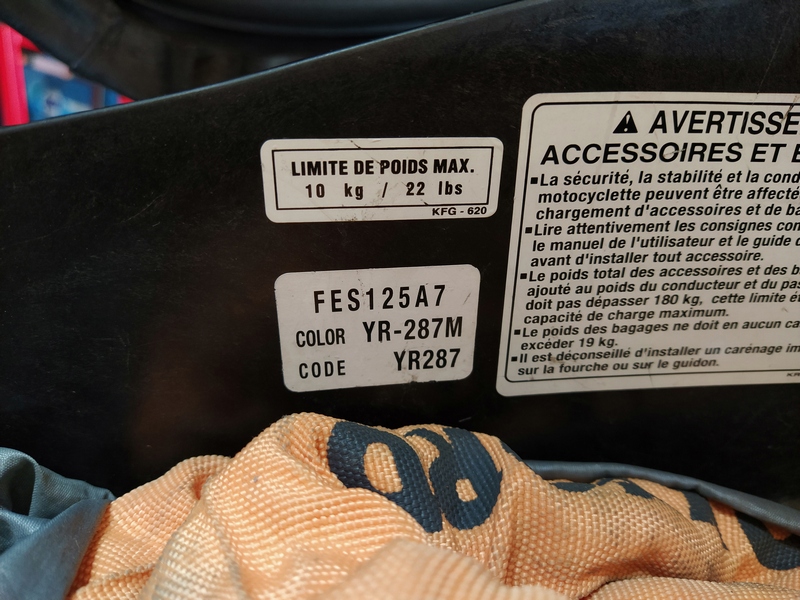 LIMITE DE POIDS MAX.
10 kg / 22 lbs
KFG - 620
FES125A7
COLOR YR-287M
CODE YR287
AVERTISSE
ACCESSOIRES ET
▪La sécurité, la stabilité et la cond
motocyclette peuvent être affecté
chargement d'accessoires et de ba
▪Lire attentivement les consignes con
le manuel de l'utilisateur et le guide
avant d'installer tout accessoire.
▪Le poids total des accessoires et des b
ajouté au poids du conducteur et du pas
doit pas dépasser 180 kg, cette limite ét
capacité de charge maximum.
▪Le poids des bagages ne doit en aucun ca
excéder 19 kg.
▪Il est déconseillé d'installer un carénage im
sur la fourche ou sur le guidon.